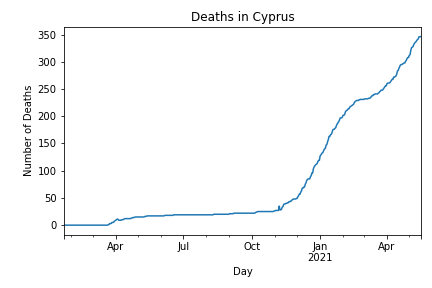 Deaths in Cyprus
350
300
250
200
150
100
50
0
Number of Deaths
Apr
Jul
Oct
Jan
2021
Apr
Day